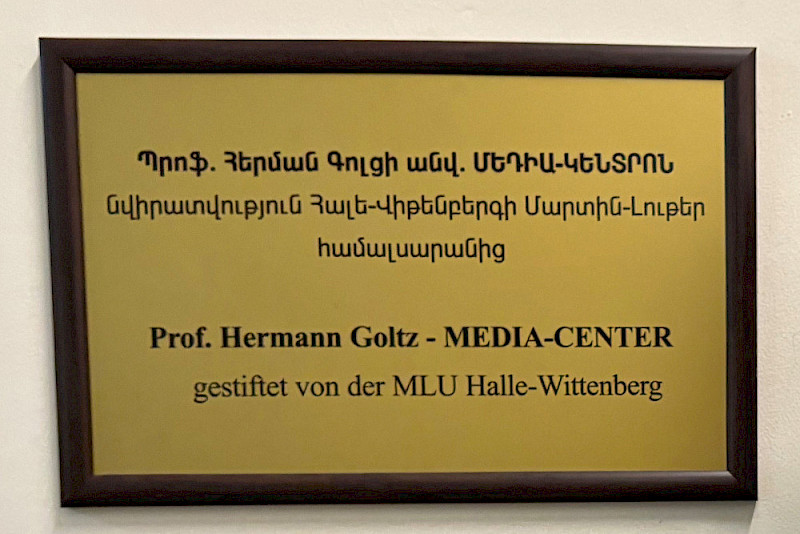 Պրոֆ. Հերման Գոլցի անվ. ՄԵԴԻԱ-ԿԵՆՏՐՈՆ
նվիրատվություն Հալե-Վիթենբերգի Մարտին-Լութեր
համալսարանից
Prof. Hermann Goltz - MEDIA-CENTER
gestiftet von der MLU Halle-Wittenberg